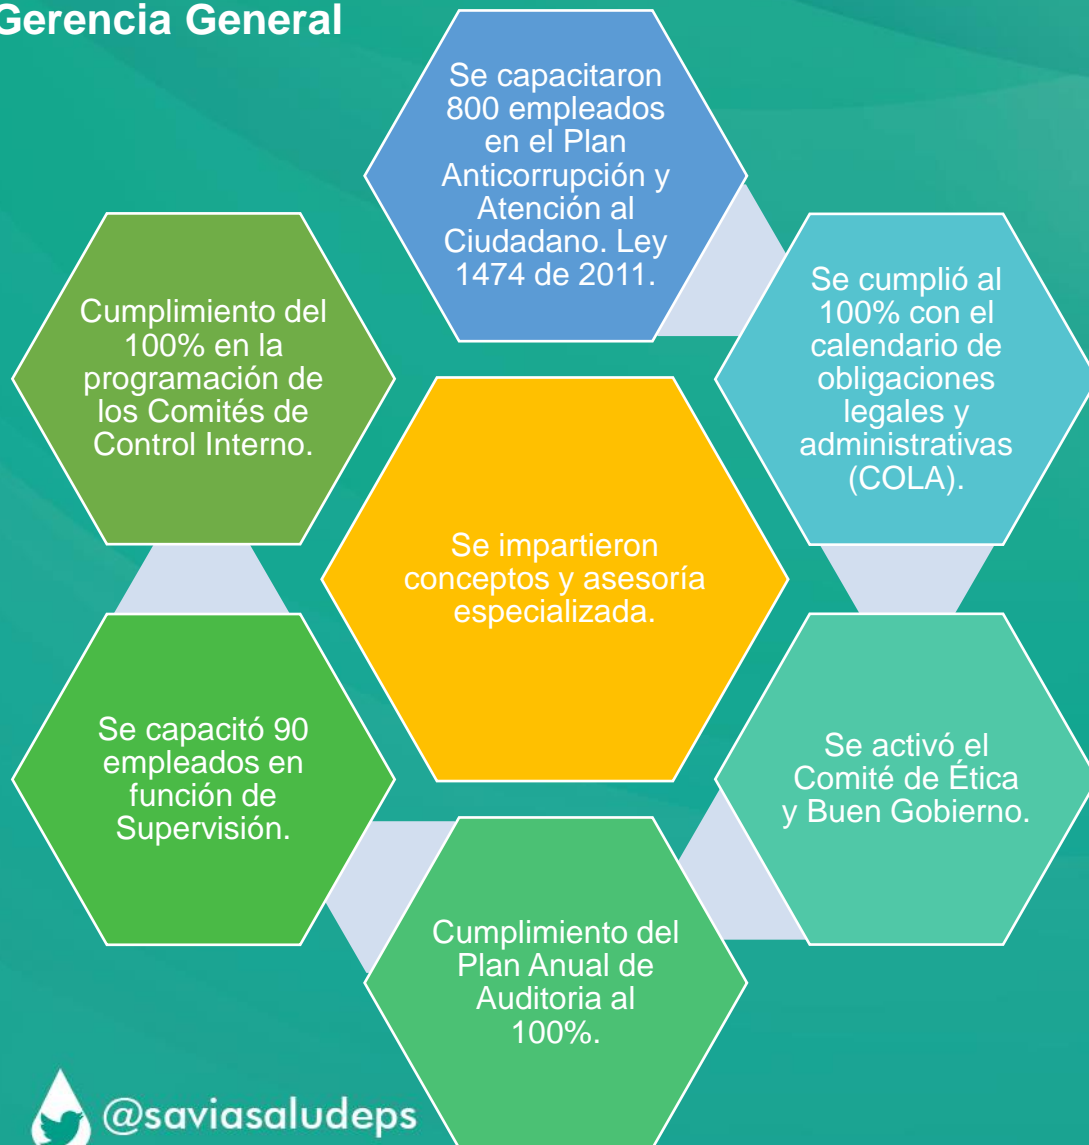 Gerencia General
Se capacitaron
800 empleados
en el Plan
Anticorrupción y
Atención al
Ciudadano. Ley
1474 de 2011.
Cumplimiento del
100% en la
programación de
los Comités de
Control Interno.
Se cumplió al
100% con el
calendario de
obligaciones
legales y
administrativas
(COLA).
Se impartieron
conceptos y asesoría
especializada.
Se capacitó 90
empleados en
función de
Supervisión.
Se activó el
Comité de Ética
y Buen Gobierno.
Cumplimiento del
Plan Anual de
Auditoria al
100%.
@saviasaludeps